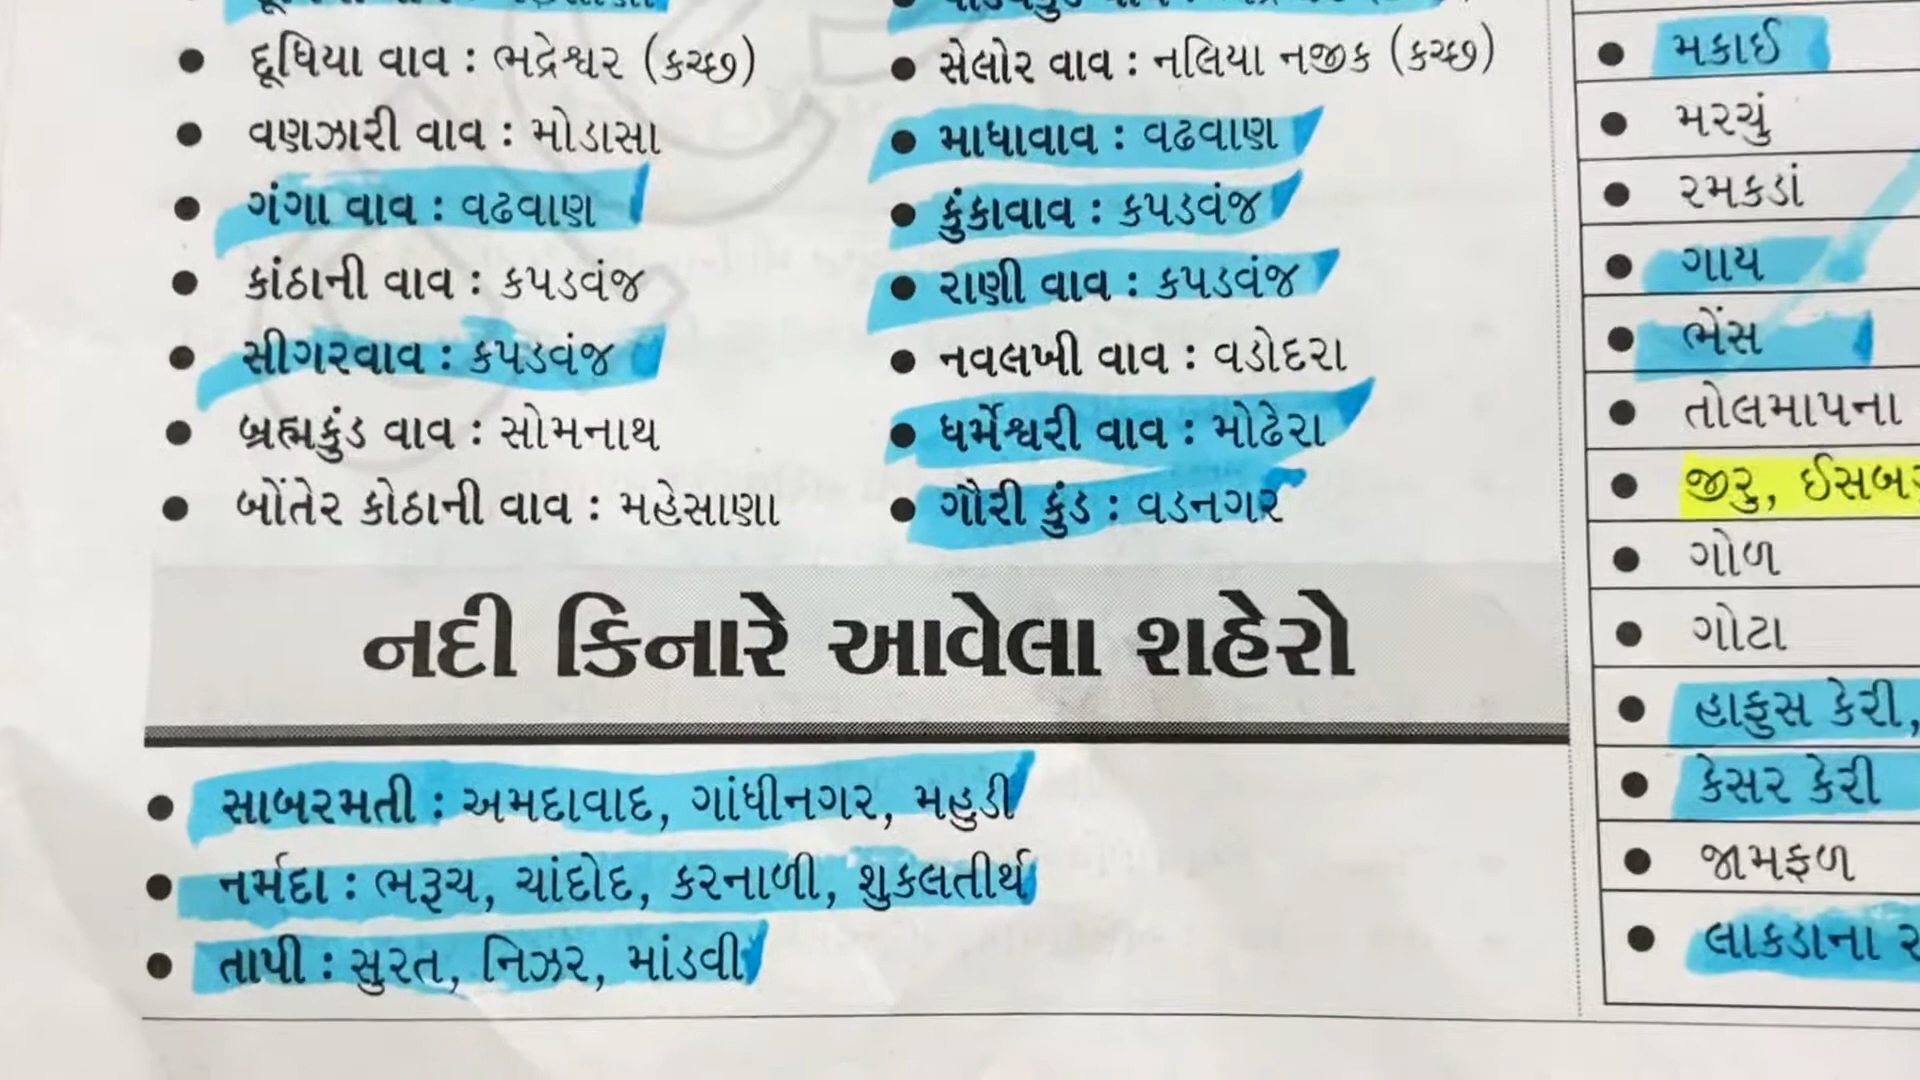 દૂધિયા વાવ : ભદ્રેશ્વર (કચ્છ)
વણઝારી વાવ : મોડાસા
ગંગા વાવ : વઢવાણ
કાંઠાની વાવ : કપડવંજ
સીગરવાવ : કપડવંજ
બ્રહ્મકુંડ વાવ : સોમનાથ
બોંતેર કોઠાની વાવ : મહેસાણા
સેલોર વાવ : નલિયા નજીક (કચ્છ)
માધાવાવ : વઢવાણ
કુંકાવાવ : કપડવંજ
રાણી વાવ : કપડવંજ
નવલખી વાવ : વડોદરા
ધર્મેશ્વરી વાવ : મોઢેરા
ગૌરી કુંડ : વડનગર
નદી કિનારે આવેલા શહેરો
સાબરમતી : અમદાવાદ, ગાંધીનગર, મહુડી
નર્મદા : ભરૂચ, ચાંદોદ, કરનાળી, શુકલતીર્થ
તાપી : સુરત, નિઝર, માંડવી
મકાઈ
મરચું
રમકડાં
ગાય
ભેંસ
તોલમાપના
જીરુ,
ગોળ
ગોટા
હાફુસ કેરી,
કેસર કેરી
જામફળ
લાકડાના